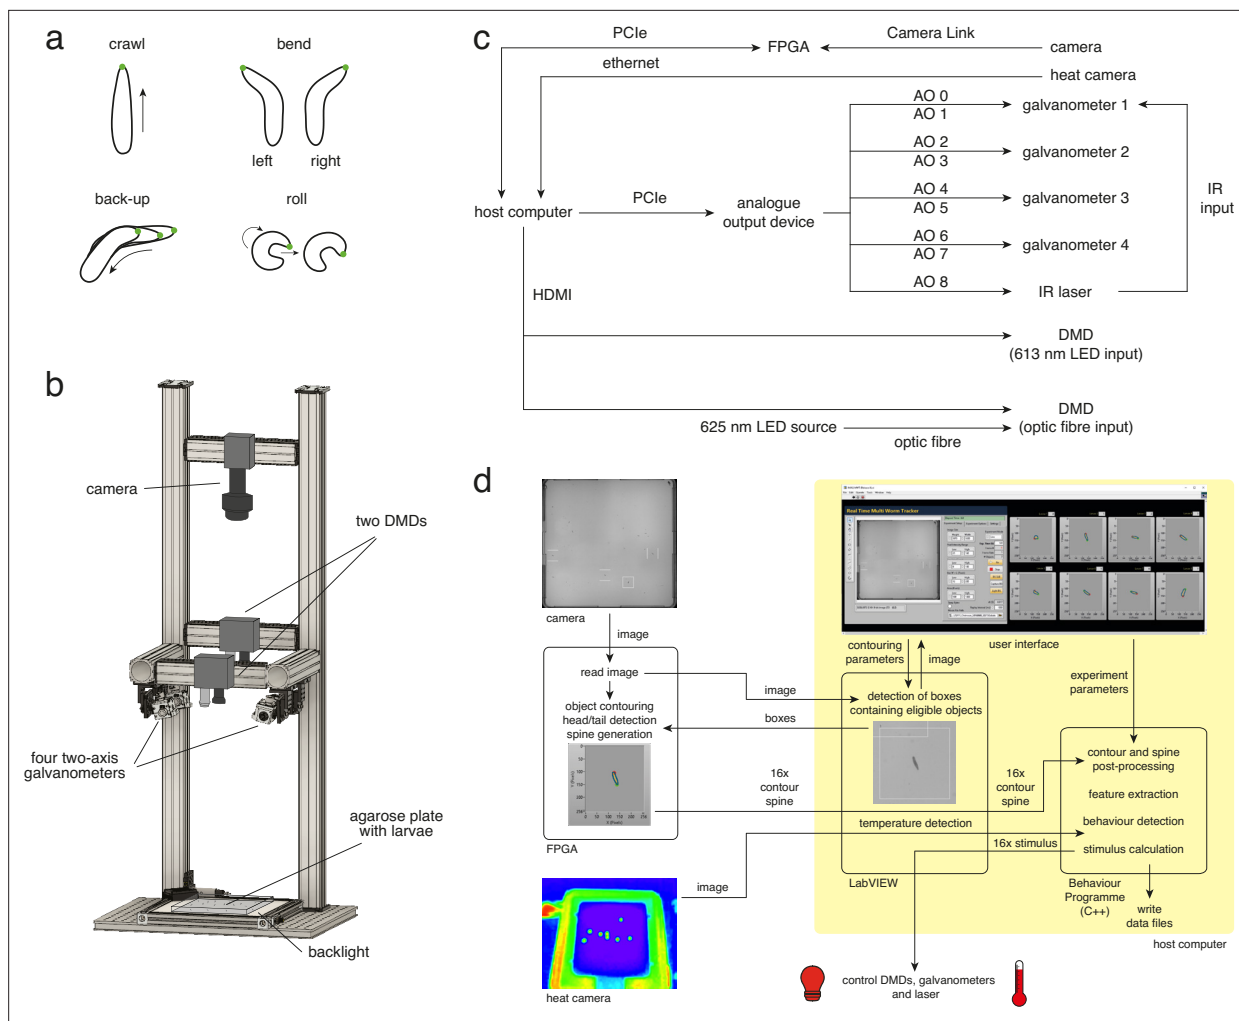 a
crawl
bend
left
right
back-up
roll
b
camera
two DMDs
four two-axis
galvanometers
agarose plate
with larvae
backlight
c
PCIe
FPGA
Camera Link
camera
ethernet
heat camera
AO 0
AO 1
galvanometer 1
AO 2
AO 3
galvanometer 2
host computer
PCIe
analogue
output device
AO 4
AO 5
galvanometer 3
IR
input
AO 6
AO 7
galvanometer 4
AO 8
IR laser
HDMI
DMD
(613 nm LED input)
DMD
(optic fibre input)
625 nm LED source
optic fibre
d
camera
image
Real Time Multi Worm Tracker
user interface
contouring
parameters
image
experiment
parameters
read image
image
object contouring
head/tail detection
spine generation
boxes
detection of boxes
containing eligible objects
FPGA
16x
contour
spine
16x
contour
spine
contour and spine
post-processing
feature extraction
behaviour detection
stimulus calculation
temperature detection
16x stimulus
LabVIEW
image
heat camera
Behaviour
Programme
(C++)
write
data files
host computer
control DMDs, galvanometers
and laser